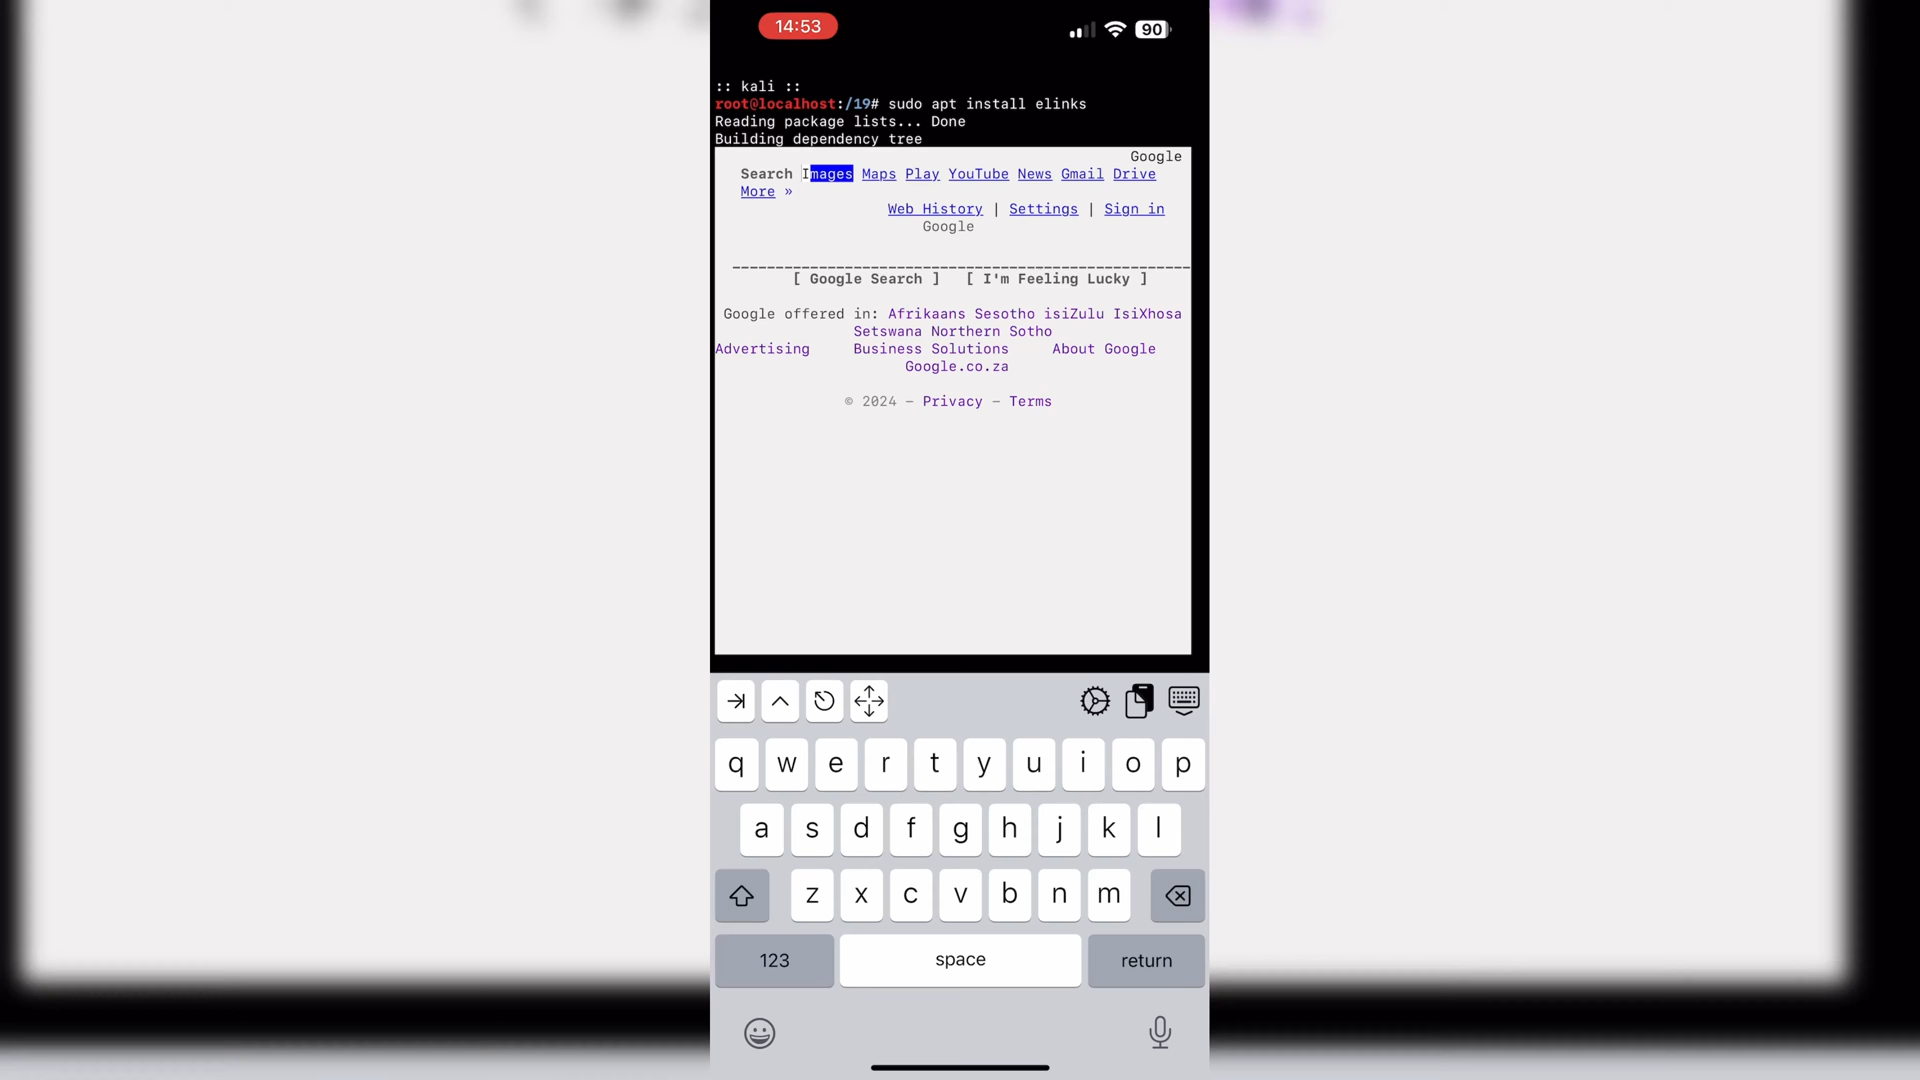 14:53
90
:: kali ::
root@localhost:/19# sudo apt install elinks
Reading package lists... Done
Building dependency tree
Google
Search Images Maps Play YouTube News Gmail Drive
More »
Web History | Settings | Sign in
Google
[ Google Search ] [ I'm Feeling Lucky ]
Google offered in: Afrikaans Sesotho isiZulu IsiXhosa
Setswana Northern Sotho
Advertising Business Solutions About Google
Google.co.za
© 2024 - Privacy - Terms
q w e r t y u i o p
a s d f g h j k l
z x c v b n m
123 space return